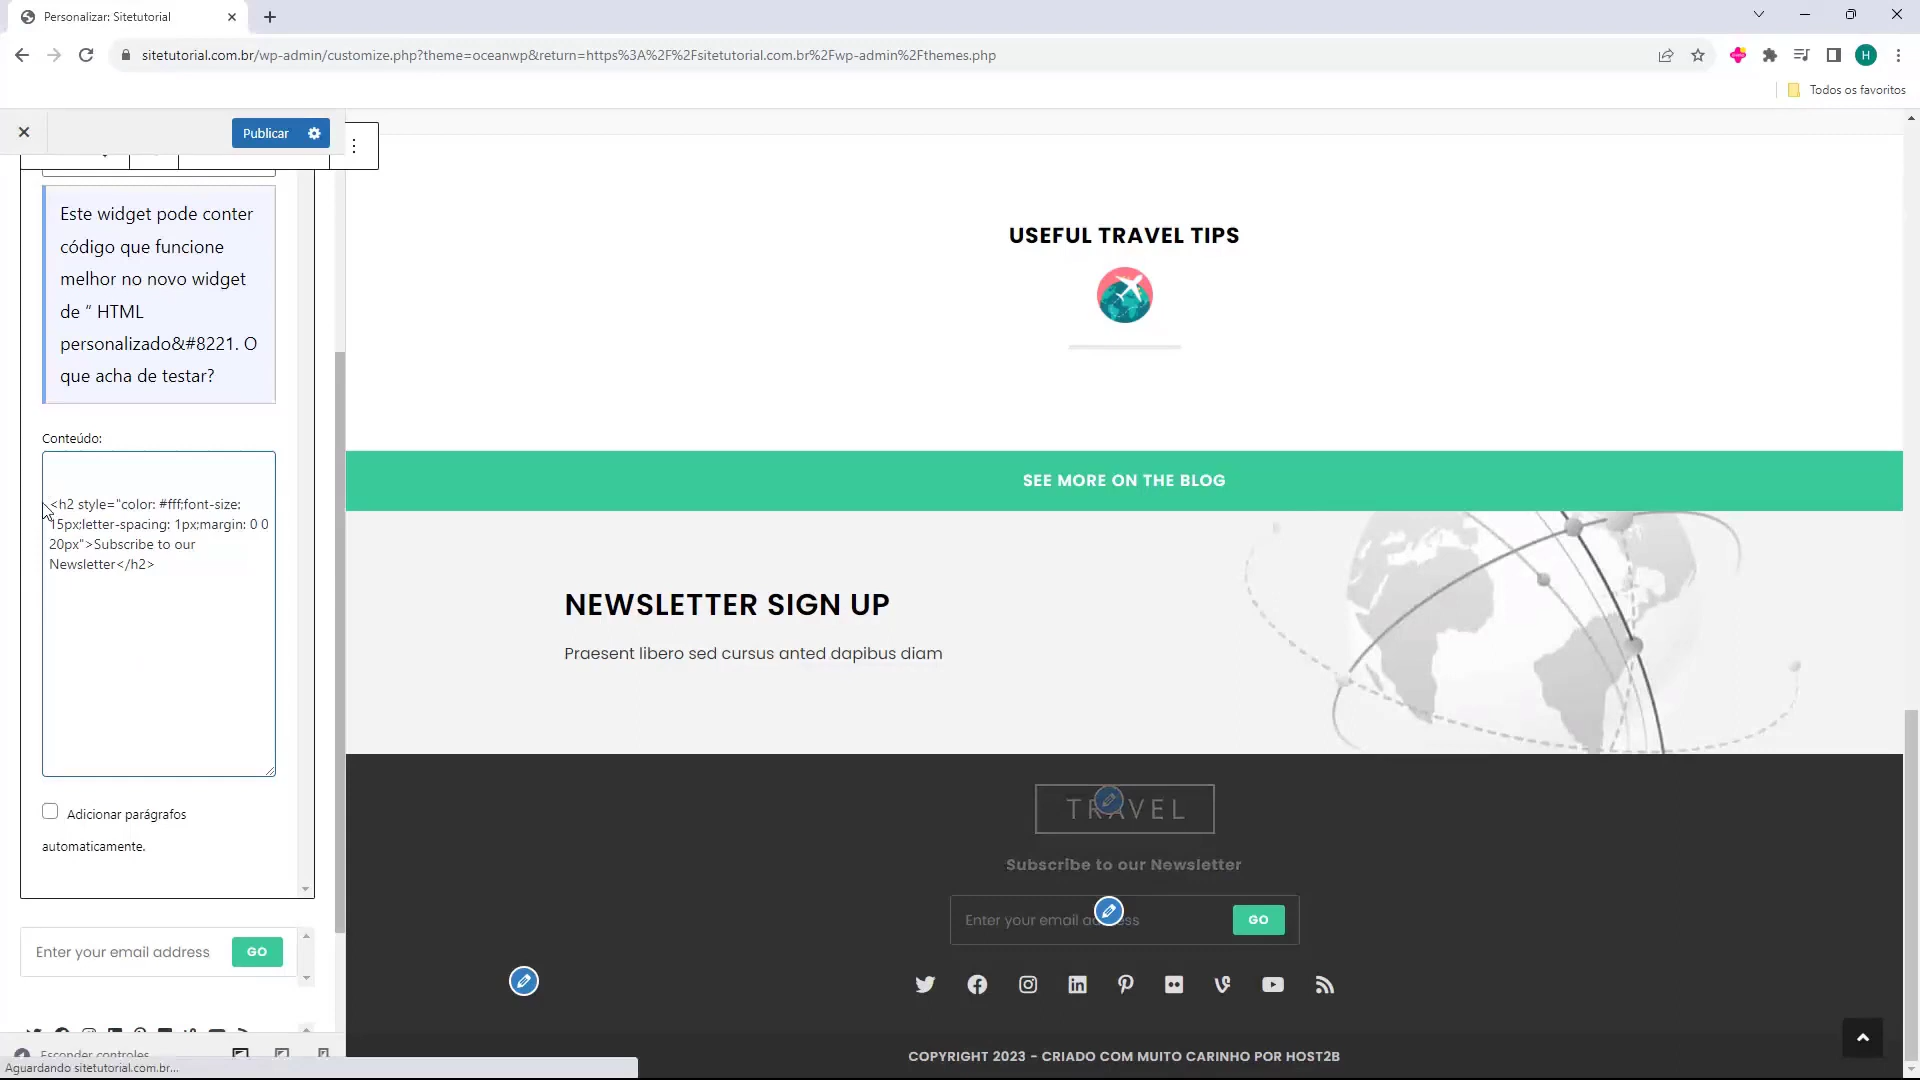 Personalizar: Sitetutorial
sitetutorial.com.br/wp-admin/customize.php?theme=oceanwp&return=https%3A%2F%2Fsitetutorial.com.br%2Fwp-admin%2Fthemes.php
H
Todos os favoritos
Publicar
Este widget pode conter
código que funcione
melhor no novo widget
de “ HTML
personalizado&#8221. O
que acha de testar?
Conteúdo:
<h2 style="color: #fff;font-size:
15px;letter-spacing: 1px;margin: 0 0
20px">Subscribe to our
Newsletter</h2>
Adicionar parágrafos
automaticamente.
Enter your email address
GO
Esconder controles
Aguardando sitetutorial.com.br...
USEFUL TRAVEL TIPS
SEE MORE ON THE BLOG
NEWSLETTER SIGN UP
Praesent libero sed cursus anted dapibus diam
TRAVEL
Subscribe to our Newsletter
Enter your email address
GO
COPYRIGHT 2023 - CRIADO COM MUITO CARINHO POR HOST2B